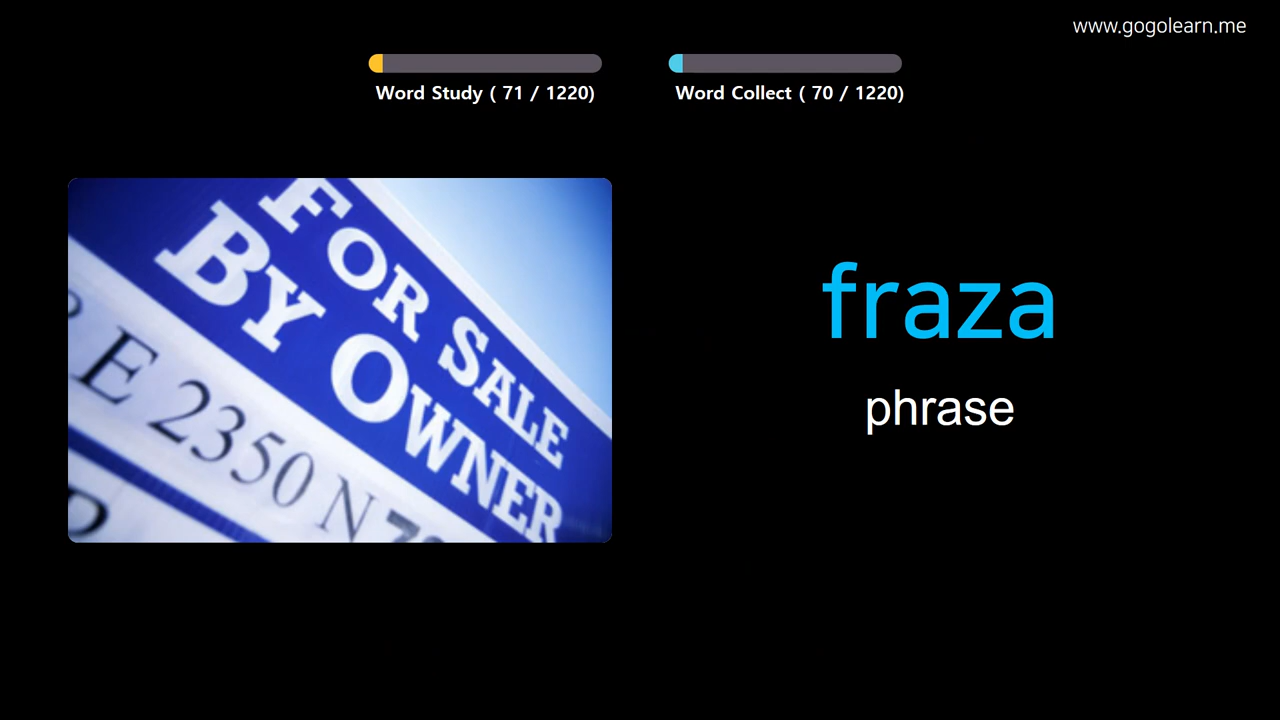 www.gogolearn.me
Word Study ( 71 / 1220)
Word Collect ( 70 / 1220)
FOR SALE
BY OWNER
E 2350 N
fraza
phrase